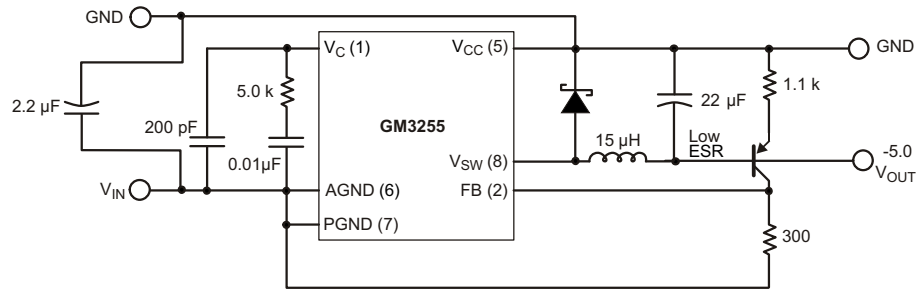 GND
V_C (1)
V_CC (5)
GND
2.2 µF
5.0 k
1.1 k
200 pF
GM3255
22 µF
0.01µF
15 µH
Low
ESR
V_SW (8)
-5.0
V_OUT
V_IN
AGND (6)
FB (2)
PGND (7)
300